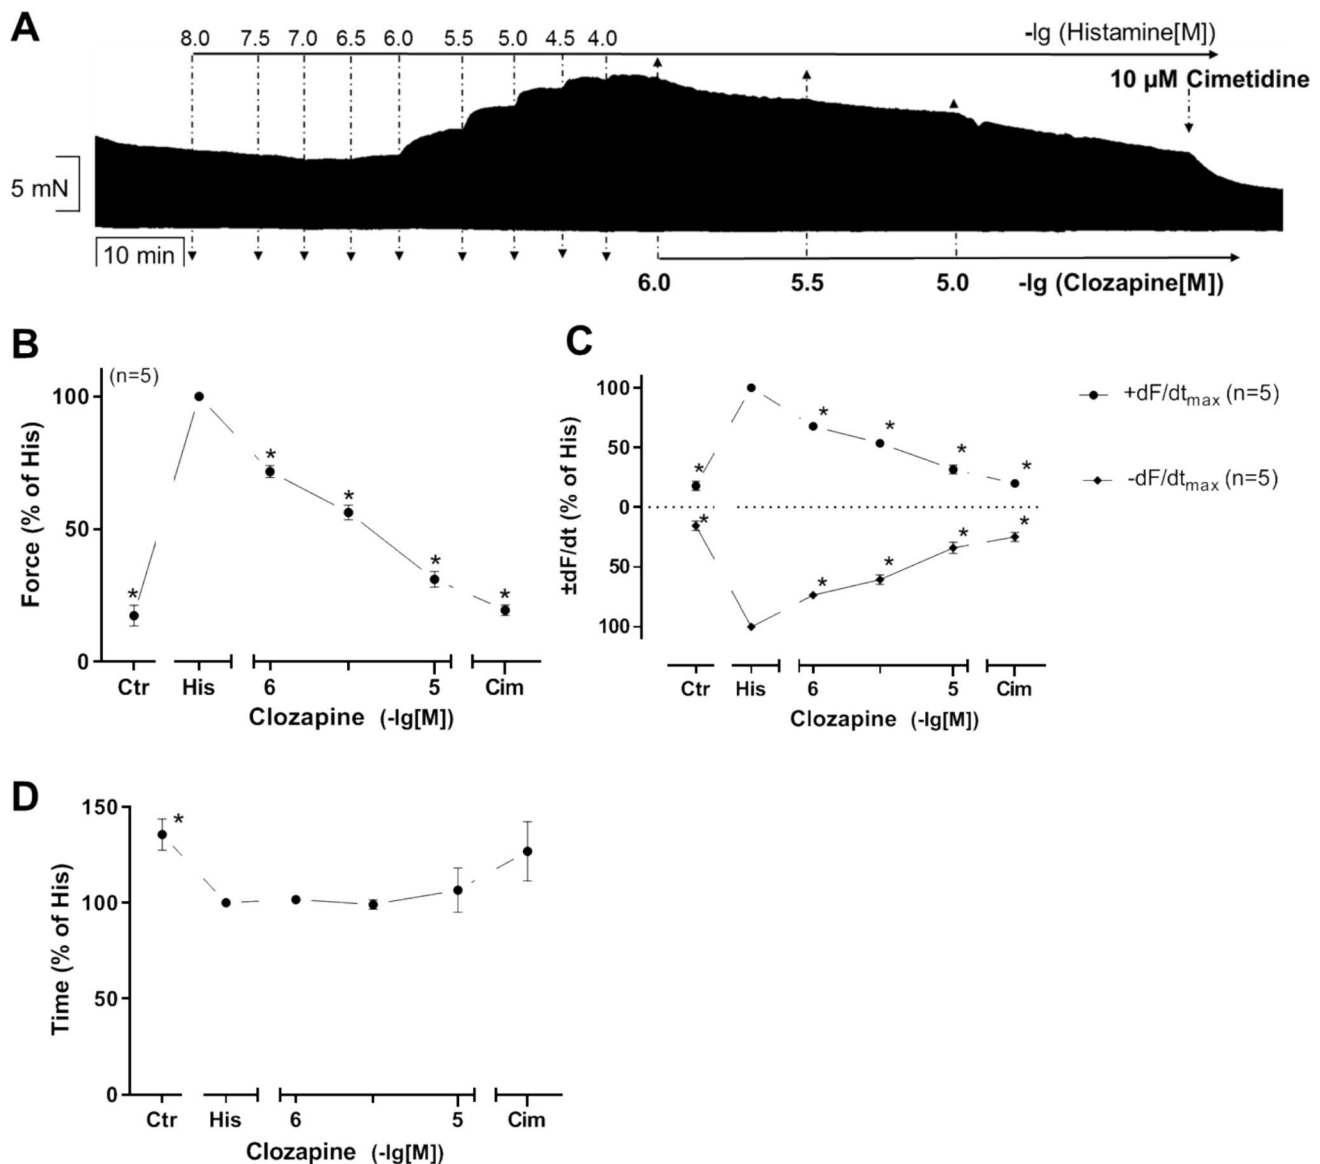 A
8.0 7.5 7.0 6.5 6.0 5.5 5.0 4.5 4.0 -lg (Histamine[M])
10 µM Cimetidine
5 mN
10 min
6.0 5.5 5.0 -lg (Clozapine[M])
B
(n=5)
Force (% of His)
100
*
*
*
*
*
50
0
Ctr His 6 5 Cim
Clozapine (-lg[M])
C
±dF/dt (% of His)
100
50
0
50
100
*
*
*
*
*
*
*
*
*
*
+dF/dtmax (n=5)
-dF/dtmax (n=5)
Ctr His 6 5 Cim
Clozapine (-lg[M])
D
Time (% of His)
150
*
100
50
0
Ctr His 6 5 Cim
Clozapine (-lg[M])